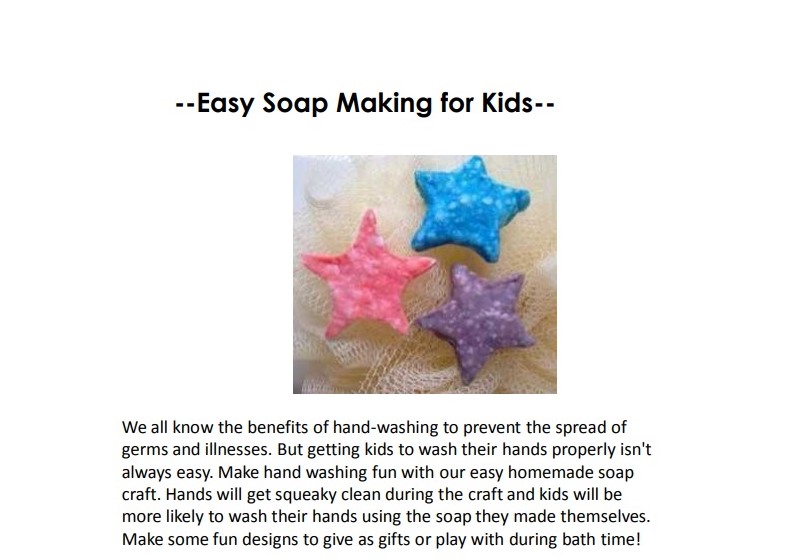 --Easy Soap Making for Kids--
We all know the benefits of hand-washing to prevent the spread of
germs and illnesses. But getting kids to wash their hands properly isn't
always easy. Make hand washing fun with our easy homemade soap
craft. Hands will get squeaky clean during the craft and kids will be
more likely to wash their hands using the soap they made themselves.
Make some fun designs to give as gifts or play with during bath time!